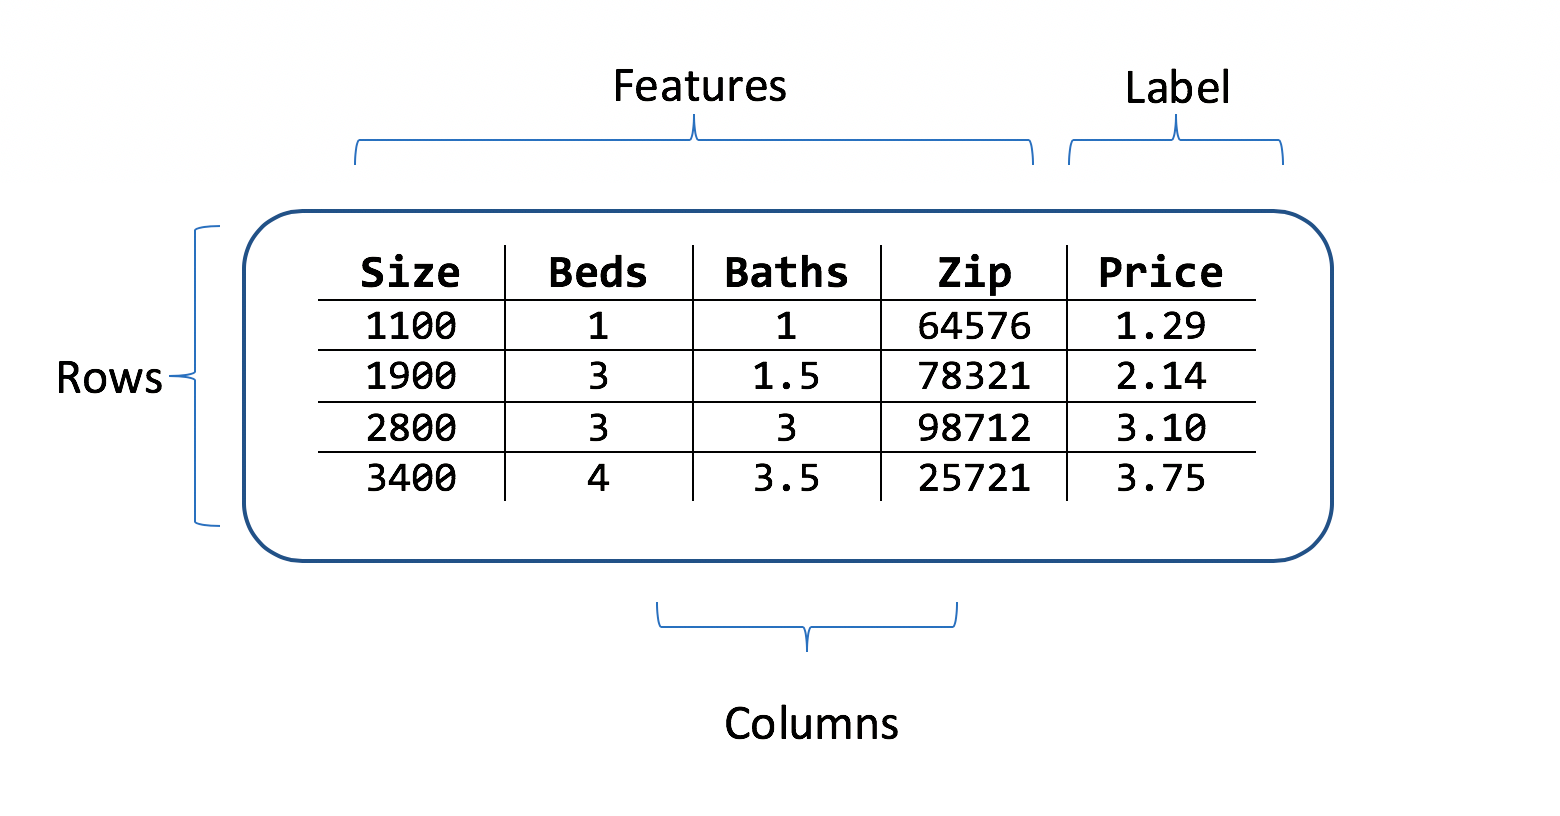 Features Label
Size Beds Baths Zip Price
1100 1 1 64576 1.29
Rows
1900 3 1.5 78321 2.14
2800 3 3 98712 3.10
3400 4 3.5 25721 3.75
Columns